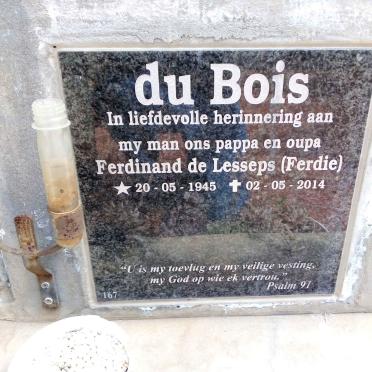 du Bois
In liefdevolle herinnering aan
my man ons pappa en oupa
Ferdinand de Lesseps (Ferdie)
★ 20 - 05 - 1945 ✝ 02 - 05 - 2014
"U is my toevlug en my veilige vesting,
my God op wie ek vertrou."
Psalm 91
167